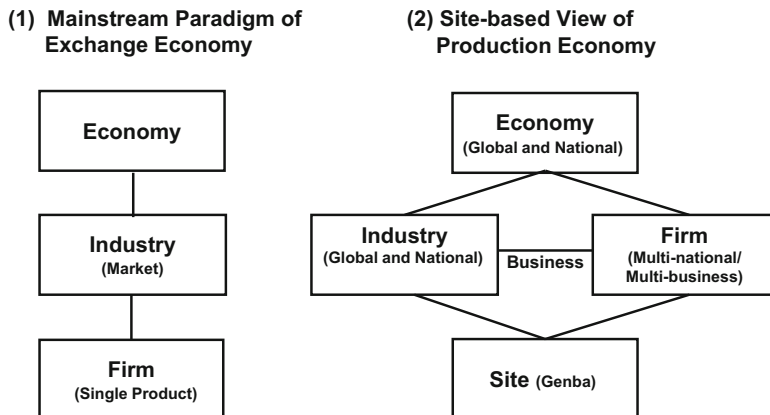 (1) Mainstream Paradigm of
Exchange Economy
Economy
Industry
(Market)
Firm
(Single Product)
(2) Site-based View of
Production Economy
Economy
(Global and National)
Industry
(Global and National)
Business
Firm
(Multi-national/
Multi-business)
Site (Genba)